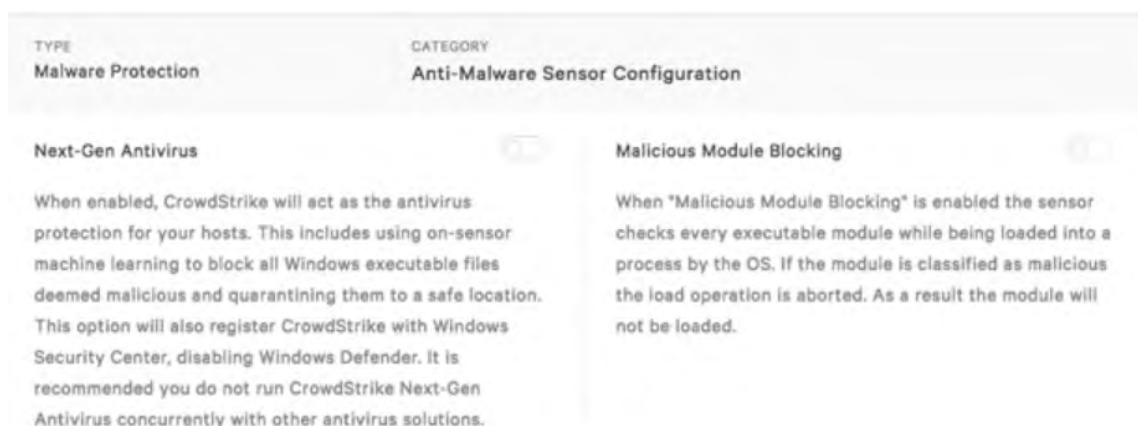 TYPE
Malware Protection
CATEGORY
Anti-Malware Sensor Configuration
Next-Gen Antivirus
When enabled, CrowdStrike will act as the antivirus
protection for your hosts. This includes using on-sensor
machine learning to block all Windows executable files
deemed malicious and quarantining them to a safe location.
This option will also register CrowdStrike with Windows
Security Center, disabling Windows Defender. It is
recommended you do not run CrowdStrike Next-Gen
Antivirus concurrently with other antivirus solutions.
Malicious Module Blocking
When "Malicious Module Blocking" is enabled the sensor
checks every executable module while being loaded into a
process by the OS. If the module is classified as malicious
the load operation is aborted. As a result the module will
not be loaded.